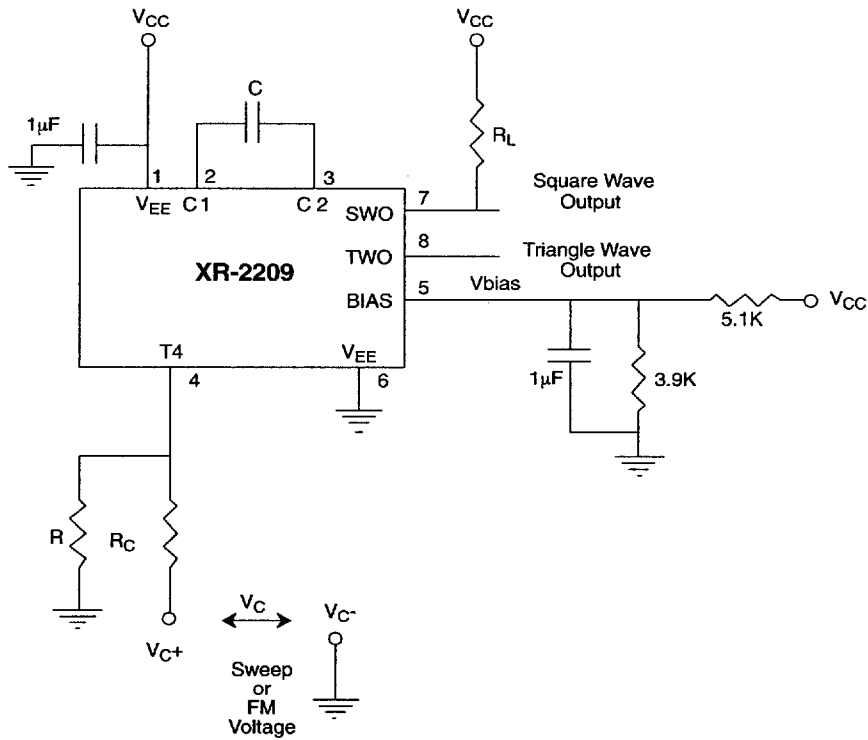 VCC
VCC
C
1μF
RL
1
2
3
VEE
C1
C2
7
Square Wave
Output
SWO
8
Triangle Wave
Output
TWO
XR-2209
5
Vbias
BIAS
VCC
5.1K
T4
VEE
4
6
1μF
3.9K
R
RC
VC
VC-
VC+
Sweep
or
FM
Voltage